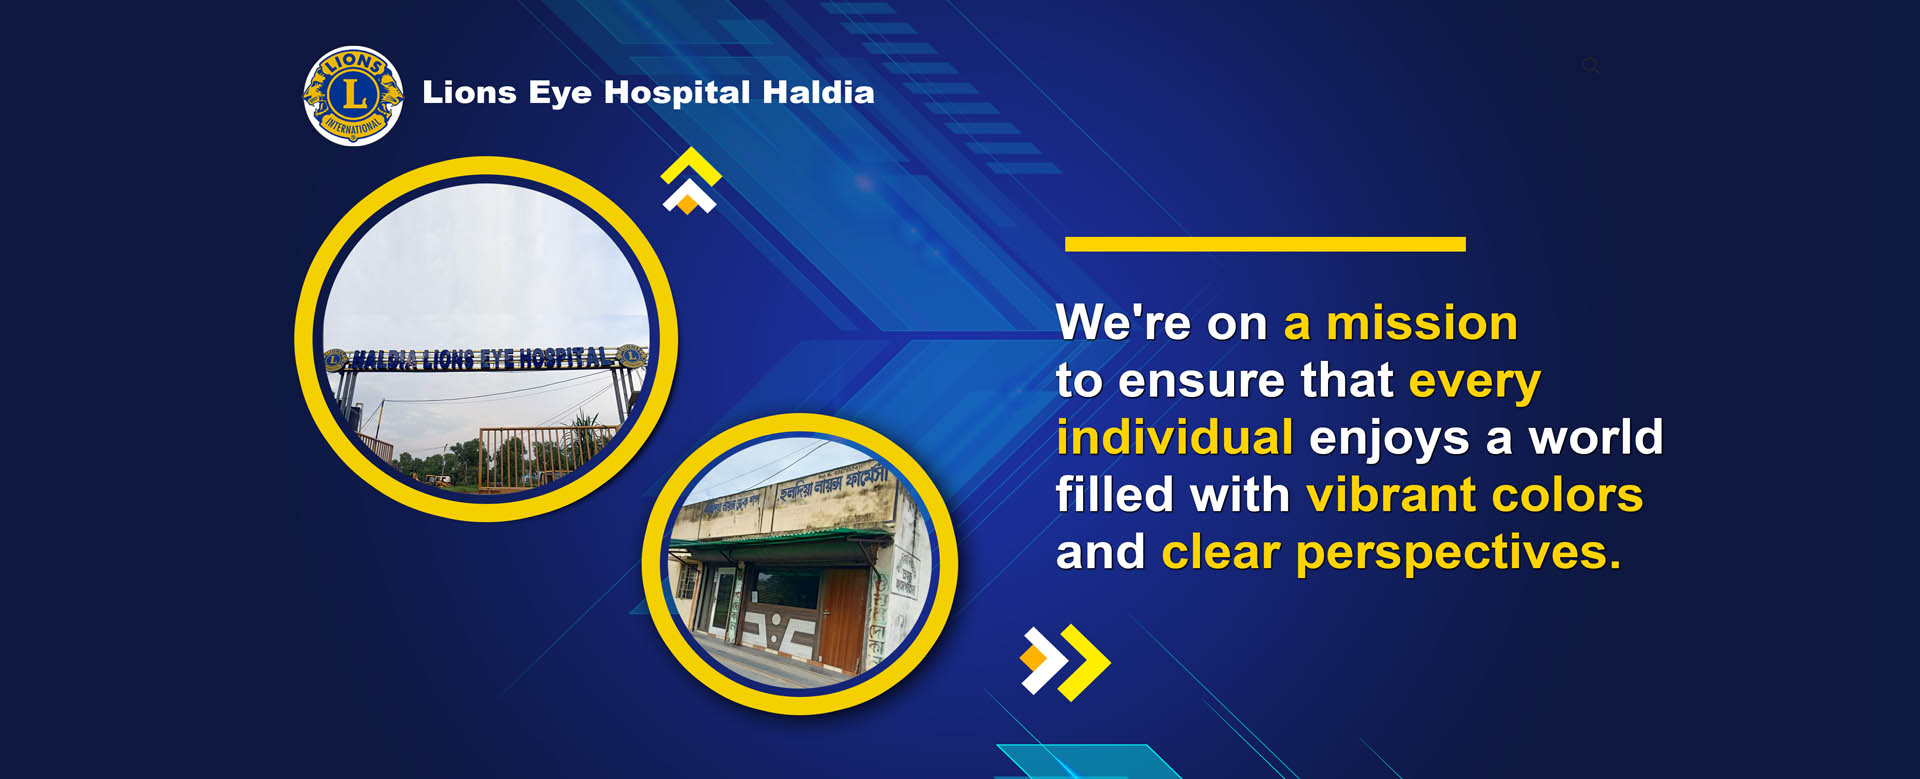 LIONS
L
INTERNATIONAL
®
Lions Eye Hospital Haldia
HALDIA LIONS EYE HOSPITAL
L
L
হলদিয়া লায়ন্স ফার্মেসী
We're on a mission
to ensure that every
individual enjoys a world
filled with vibrant colors
and clear perspectives.